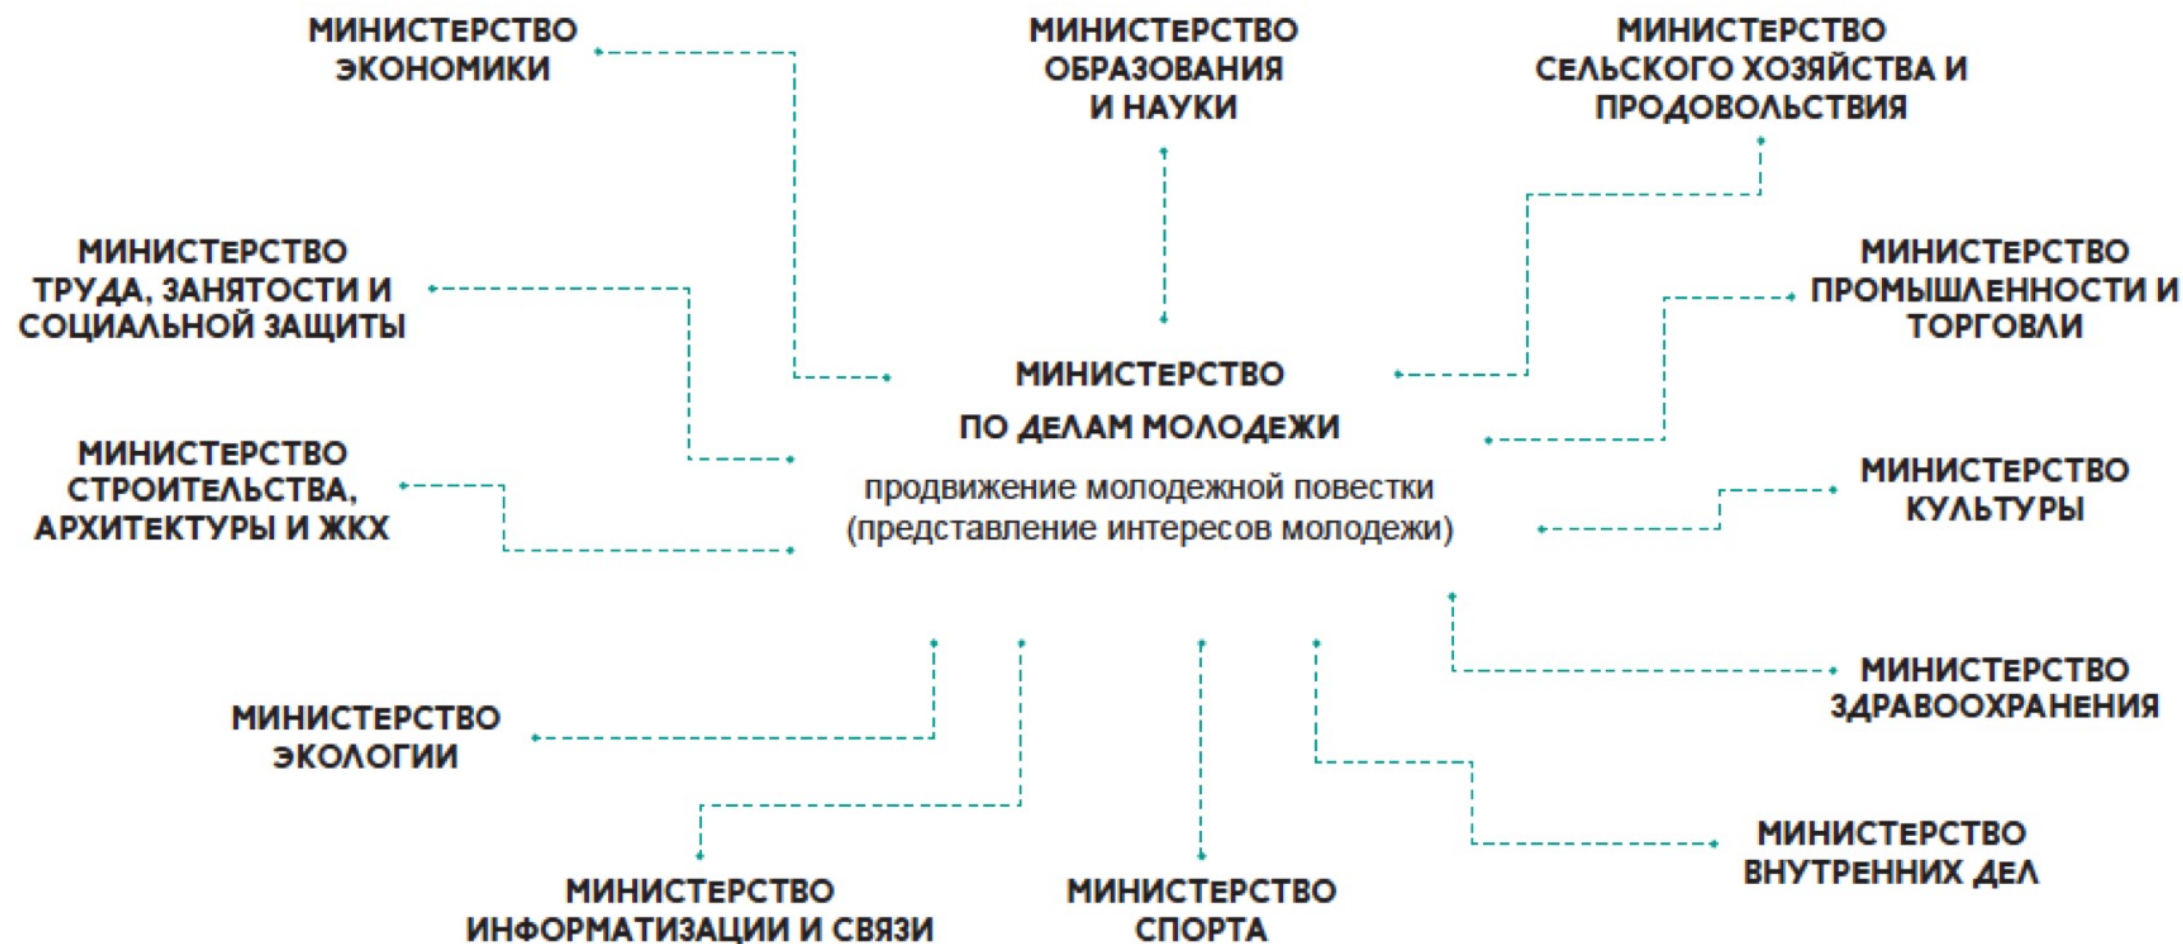 МИНИСТЕРСТВО
ЭКОНОМИКИ
МИНИСТЕРСТВО
ОБРАЗОВАНИЯ
И НАУКИ
МИНИСТЕРСТВО
СЕЛЬСКОГО ХОЗЯЙСТВА И
ПРОДОВОЛЬСТВИЯ
МИНИСТЕРСТВО
ТРУДА, ЗАНЯТОСТИ И
СОЦИАЛЬНОЙ ЗАЩИТЫ
МИНИСТЕРСТВО
ПРОМЫШЛЕННОСТИ И
ТОРГОВЛИ
МИНИСТЕРСТВО
ПО ДЕЛАМ МОЛОДЕЖИ
продвижение молодежной повестки
(представление интересов молодежи)
МИНИСТЕРСТВО
СТРОИТЕЛЬСТВА,
АРХИТЕКТУРЫ И ЖКХ
МИНИСТЕРСТВО
КУЛЬТУРЫ
МИНИСТЕРСТВО
ЗДРАВООХРАНЕНИЯ
МИНИСТЕРСТВО
ЭКОЛОГИИ
МИНИСТЕРСТВО
ВНУТРЕННИХ ДЕЛ
МИНИСТЕРСТВО
ИНФОРМАТИЗАЦИИ И СВЯЗИ
МИНИСТЕРСТВО
СПОРТА